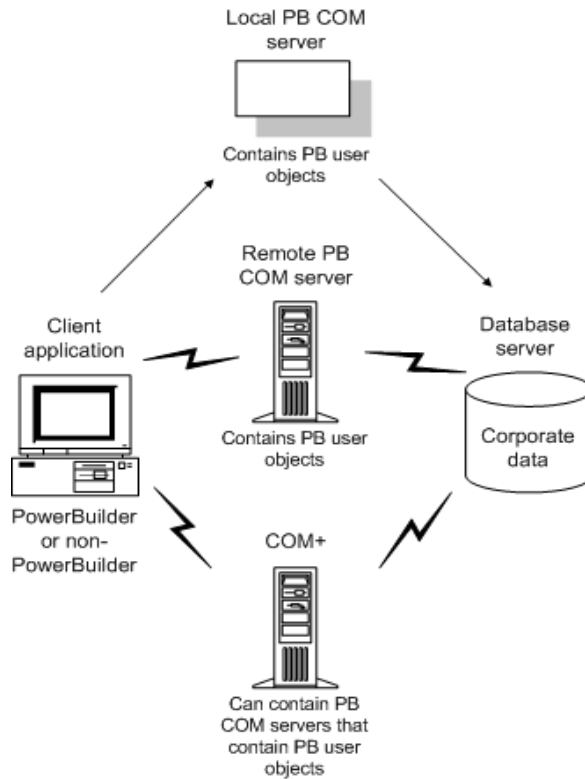 Local PB COM
server
Contains PB user
objects
Remote PB
COM server
Contains PB user
objects
Client
application
PowerBuilder
or non-
PowerBuilder
Database
server
Corporate
data
COM+
Can contain PB
COM servers that
contain PB user
objects